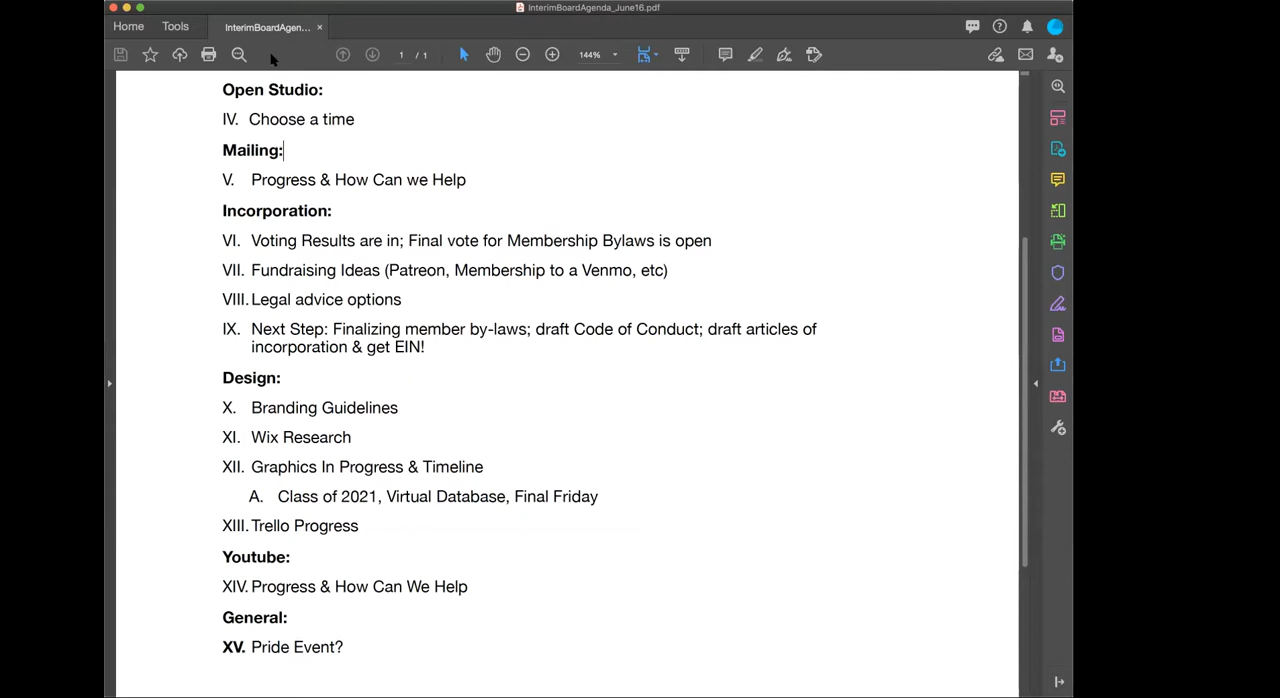 InterimBoardAgenda_June16.pdf
Home Tools InterimBoardAgen... ×
1 / 1 144%
Open Studio:
IV. Choose a time
Mailing:
V. Progress & How Can we Help
Incorporation:
VI. Voting Results are in; Final vote for Membership Bylaws is open
VII. Fundraising Ideas (Patreon, Membership to a Venmo, etc)
VIII. Legal advice options
IX. Next Step: Finalizing member by-laws; draft Code of Conduct; draft articles of
incorporation & get EIN!
Design:
X. Branding Guidelines
XI. Wix Research
XII. Graphics In Progress & Timeline
A. Class of 2021, Virtual Database, Final Friday
XIII. Trello Progress
Youtube:
XIV. Progress & How Can We Help
General:
XV. Pride Event?